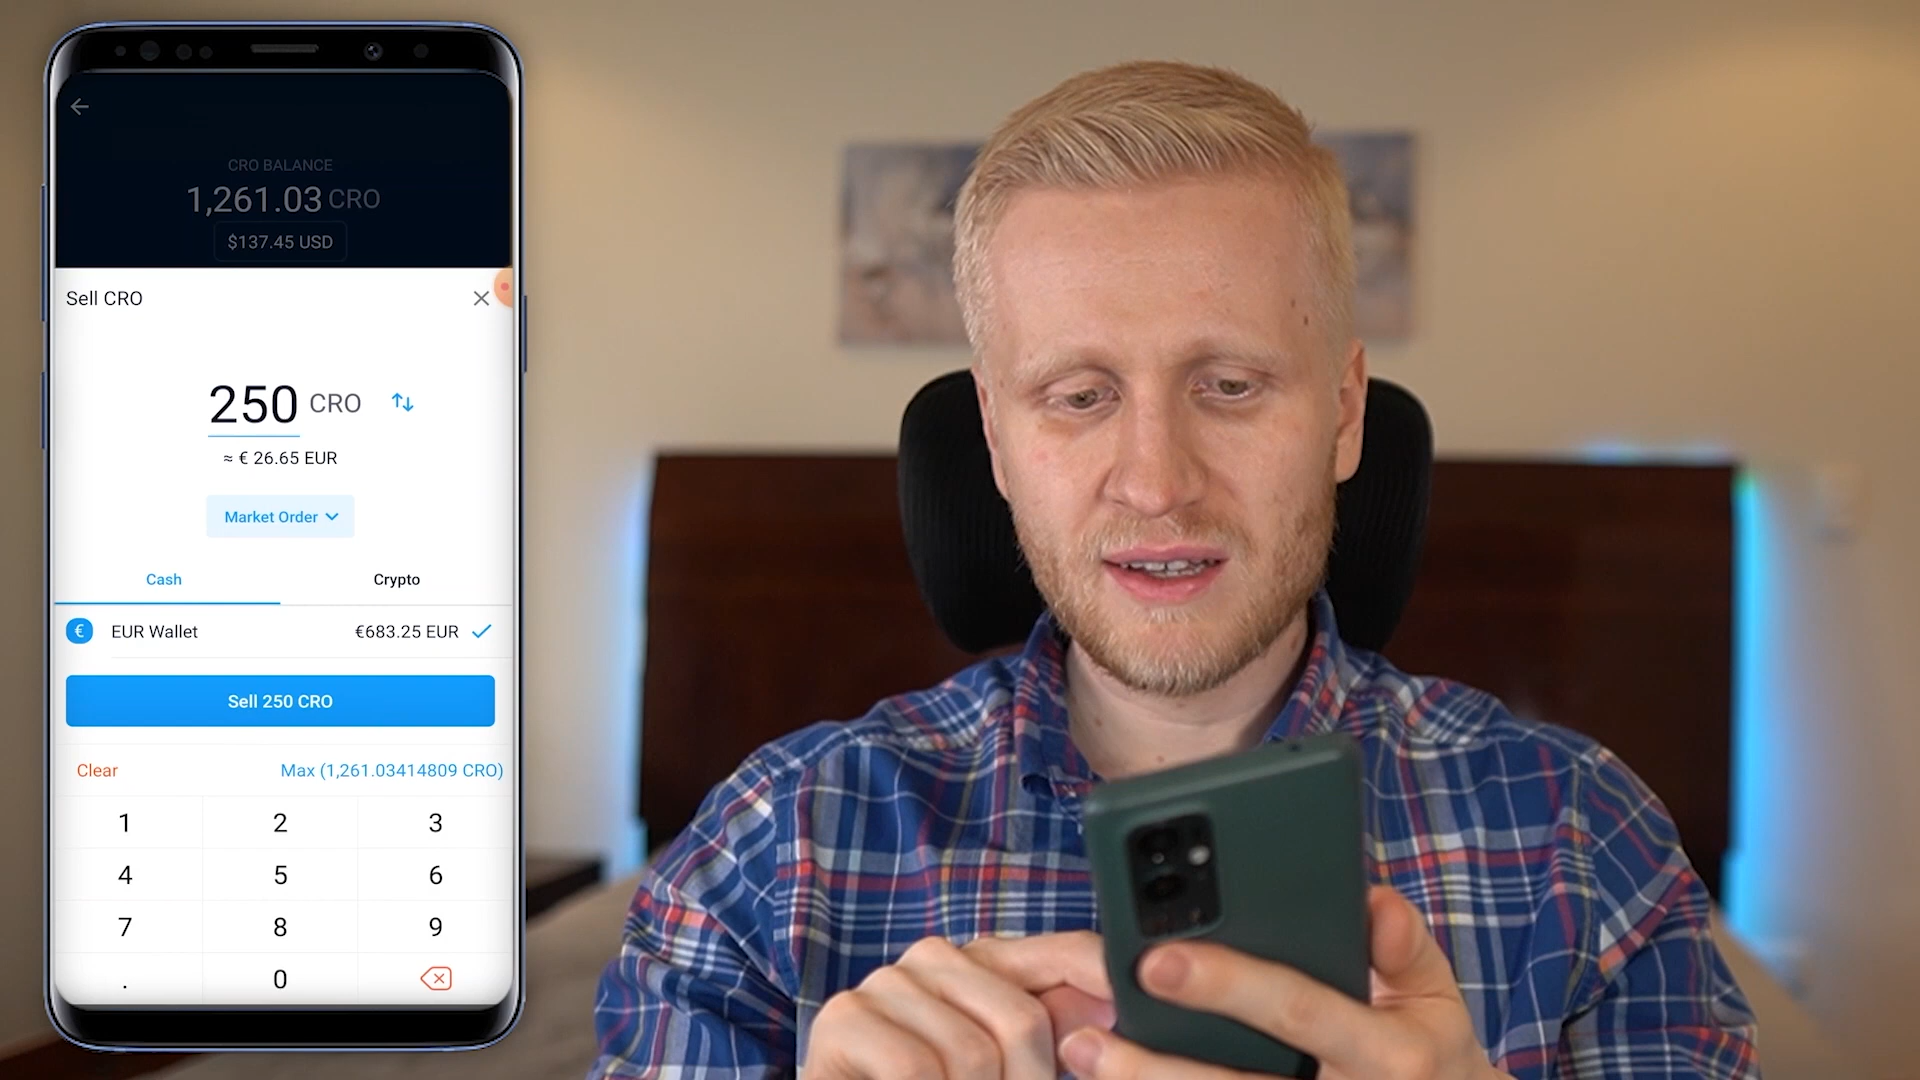 CRO BALANCE
1,261.03 CRO
$137.45 USD
Sell CRO
250 CRO
≈ € 26.65 EUR
Market Order
Cash Crypto
€ EUR Wallet €683.25 EUR
Sell 250 CRO
Clear Max (1,261.03414809 CRO)
1 2 3
4 5 6
7 8 9
. 0